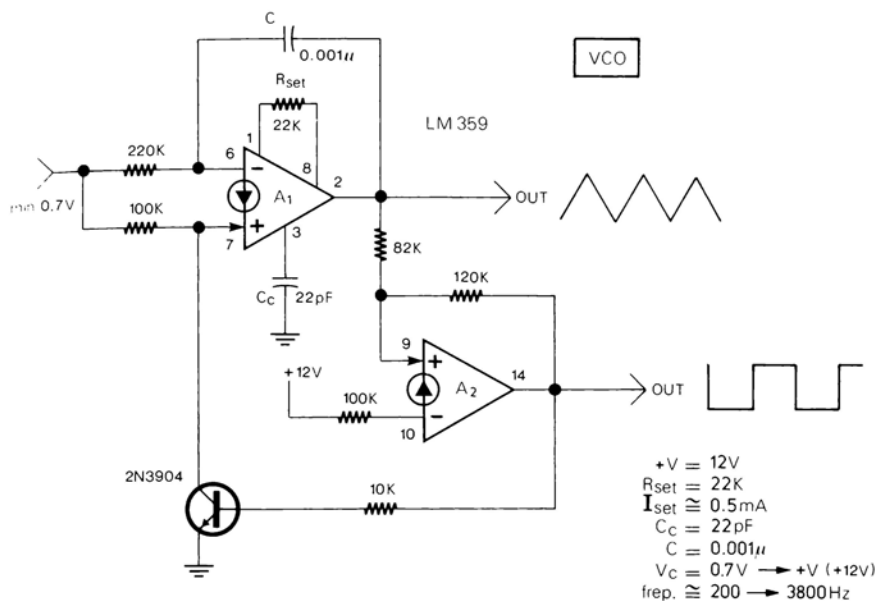 C
0.001u
VCO
Rset
22K
LM 359
1
8
220K
6
−
2
A1
OUT
min 0.7V
100K
+
7
3
82K
120K
Cc
22pF
9
+
14
+12V
A2
OUT
100K
−
10
2N3904
10K
+V = 12V
Rset = 22K
Iset ≅ 0.5mA
Cc = 22pF
C = 0.001u
Vc = 0.7V → +V (+12V)
frep. ≅ 200 → 3800Hz